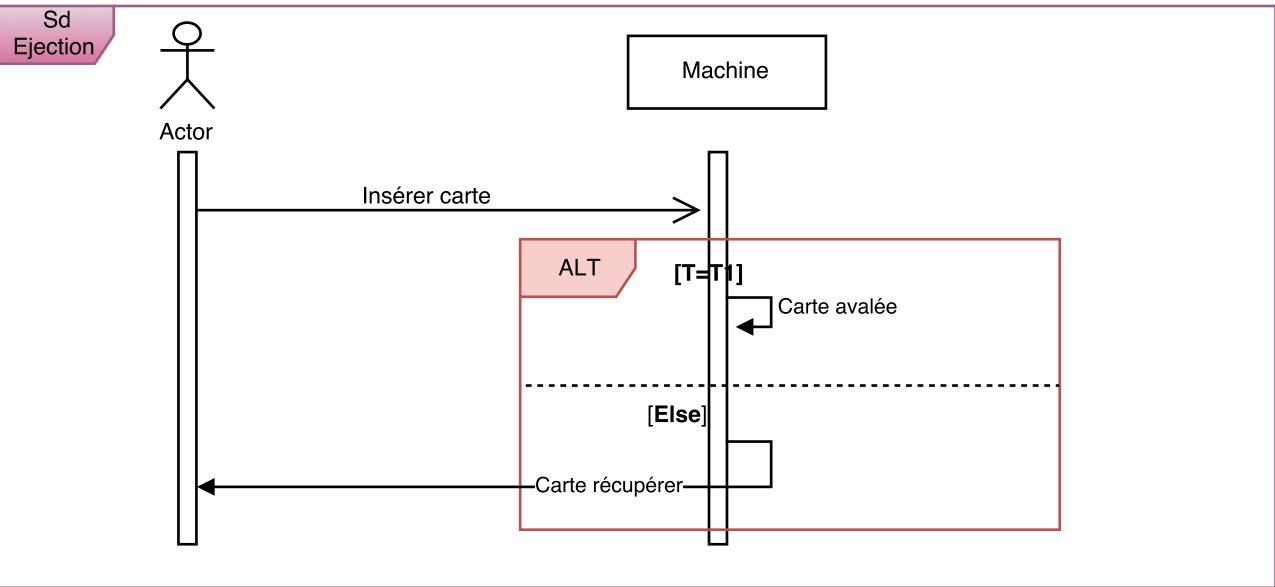 Sd
Ejection
Actor
Machine
Insérer carte
ALT
[T=T1]
Carte avalée
[Else]
Carte récupérer